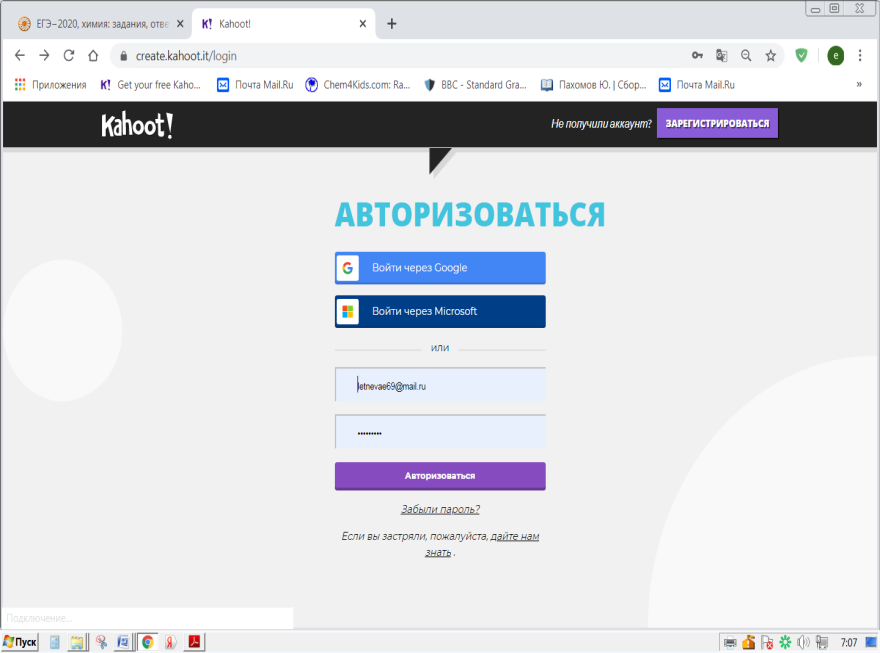 ЕГЭ–2020, химия: задания, отве
Kahoot!
create.kahoot.it/login
e
Приложения
Get your free Kaho...
Почта Mail.Ru
Chem4Kids.com: Ra...
BBC - Standard Gra...
Пахомов Ю. | Сбор...
Почта Mail.Ru
»
Kahoot!
Не получили аккаунт?
ЗАРЕГИСТРИРОВАТЬСЯ
АВТОРИЗОВАТЬСЯ
Войти через Google
Войти через Microsoft
или
letnevae69@mail.ru
•••••••••
Авторизоваться
Забыли пароль?
Если вы застряли, пожалуйста, дайте нам
знать .
Подключение...
Пуск
7:07